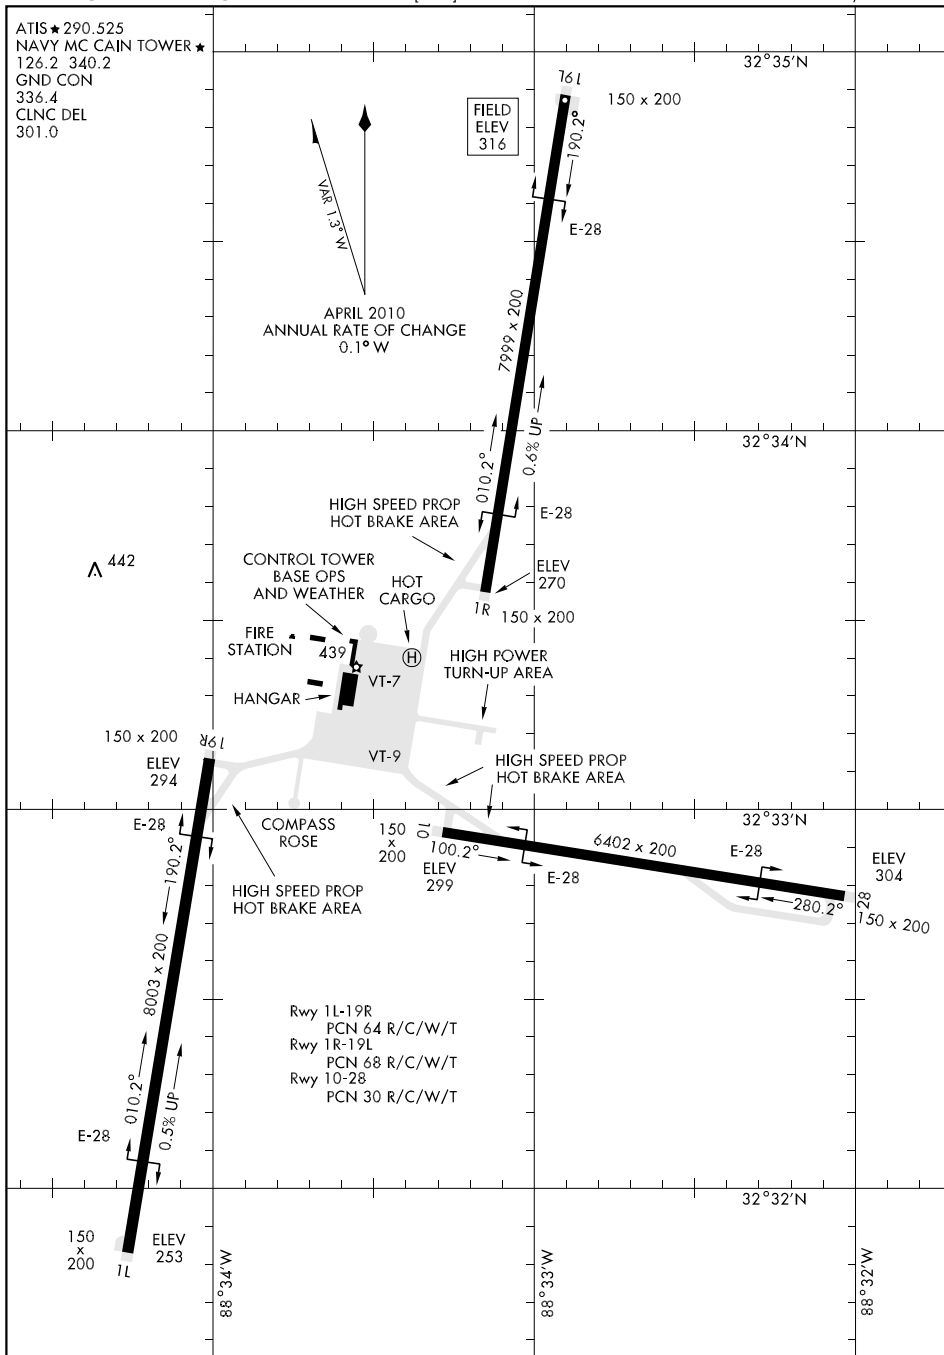 ATIS★290.525
NAVY MC CAIN TOWER★
126.2 340.2
GND CON
336.4
CLNC DEL
301.0
FIELD
ELEV
316
19L
150 x 200
32°35'N
190.2°
E-28
VAR 1.3° W
APRIL 2010
ANNUAL RATE OF CHANGE
0.1° W
7999 x 200
32°34'N
0.6% UP
010.2°
E-28
HIGH SPEED PROP
HOT BRAKE AREA
442
CONTROL TOWER
BASE OPS
AND WEATHER
HOT
CARGO
ELEV
270
1R
150 x 200
FIRE
STATION
439
H
HIGH POWER
TURN-UP AREA
VT-7
HANGAR
150 x 200
19R
ELEV
294
VT-9
HIGH SPEED PROP
HOT BRAKE AREA
E-28
COMPASS
ROSE
150
x
200
10
100.2°
ELEV
299
E-28
6402 x 200
32°33'N
E-28
ELEV
304
280.2°
28
150 x 200
190.2°
HIGH SPEED PROP
HOT BRAKE AREA
8003 x 200
Rwy 1L-19R
PCN 64 R/C/W/T
Rwy 1R-19L
PCN 68 R/C/W/T
Rwy 10-28
PCN 30 R/C/W/T
010.2°
0.5% UP
E-28
32°32'N
150
x
200
ELEV
253
1L
88°34'W
88°33'W
88°32'W